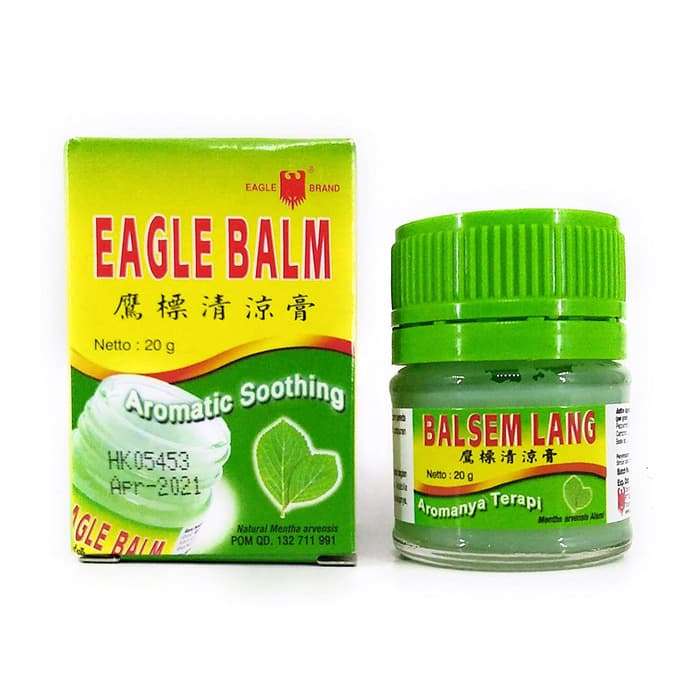 EAGLE ® BRAND
EAGLE BALM
鷹標清涼膏
Netto : 20 g
Aromatic Soothing
HK05453
Apr-2021
AGLE BALM
Natural Mentha arvensis
POM QD. 132 711 991
BALSEM LANG
鷹標清涼膏
Netto : 20 g
Aromanya Terapi
Mentha arvensis Alami